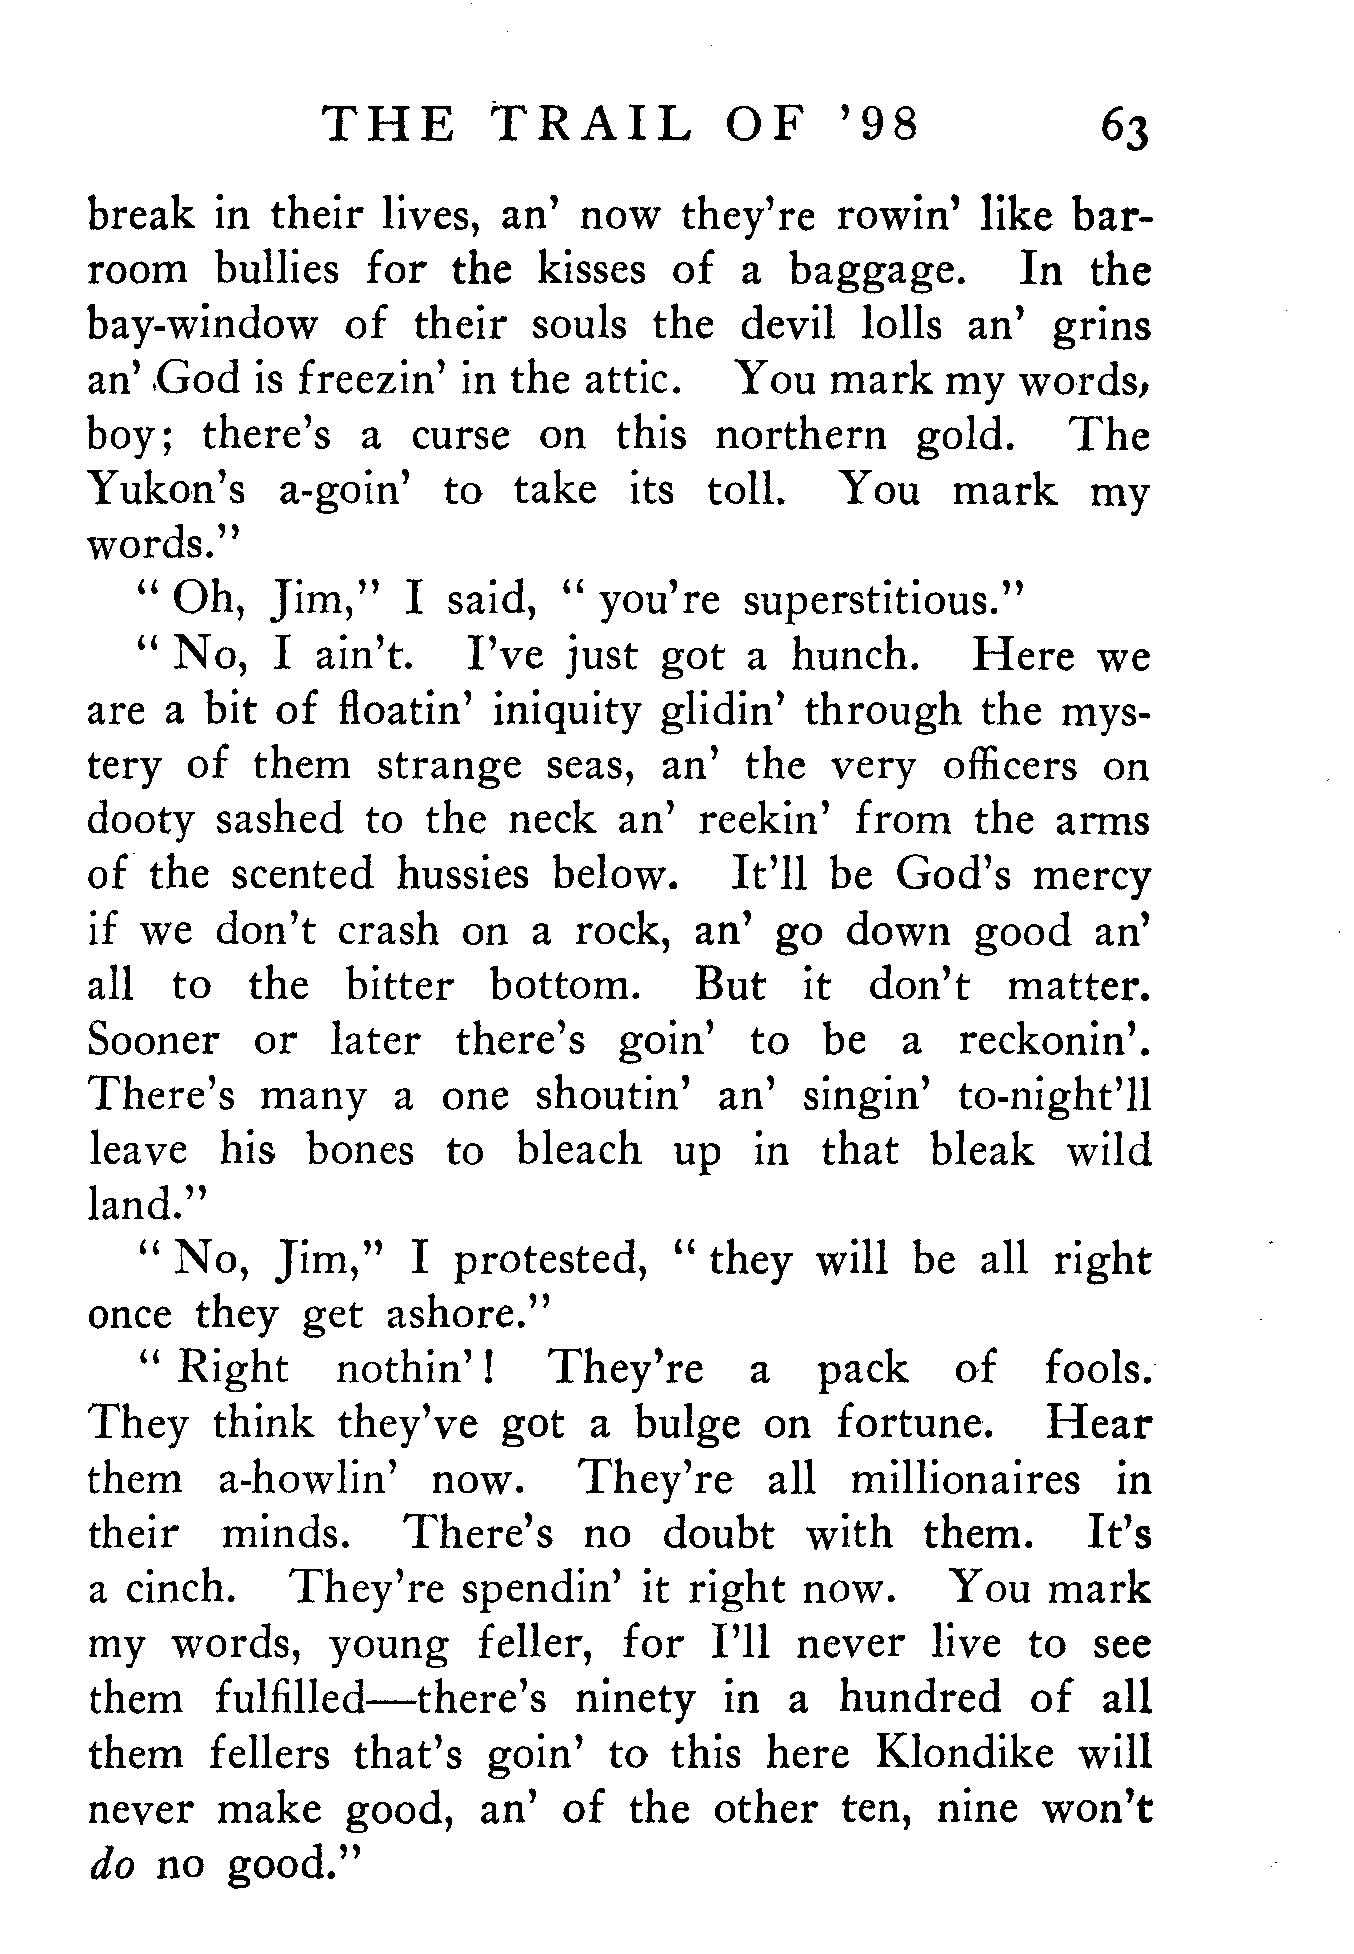 THE TRAIL OF '98 63
break in their lives, an' now they're rowin' like bar-
room bullies for the kisses of a baggage. In the
bay-window of their souls the devil lolls an' grins
an' God is freezin' in the attic. You mark my words,
boy; there's a curse on this northern gold. The
Yukon's a-goin' to take its toll. You mark my
words."
" Oh, Jim," I said, " you're superstitious."
" No, I ain't. I've just got a hunch. Here we
are a bit of floatin' iniquity glidin' through the mys-
tery of them strange seas, an' the very officers on
dooty sashed to the neck an' reekin' from the arms
of the scented hussies below. It'll be God's mercy
if we don't crash on a rock, an' go down good an'
all to the bitter bottom. But it don't matter.
Sooner or later there's goin' to be a reckonin'.
There's many a one shoutin' an' singin' to-night'll
leave his bones to bleach up in that bleak wild
land."
" No, Jim," I protested, " they will be all right
once they get ashore."
" Right nothin'! They're a pack of fools.
They think they've got a bulge on fortune. Hear
them a-howlin' now. They're all millionaires in
their minds. There's no doubt with them. It's
a cinch. They're spendin' it right now. You mark
my words, young feller, for I'll never live to see
them fulfilled—there's ninety in a hundred of all
them fellers that's goin' to this here Klondike will
never make good, an' of the other ten, nine won't
do no good."